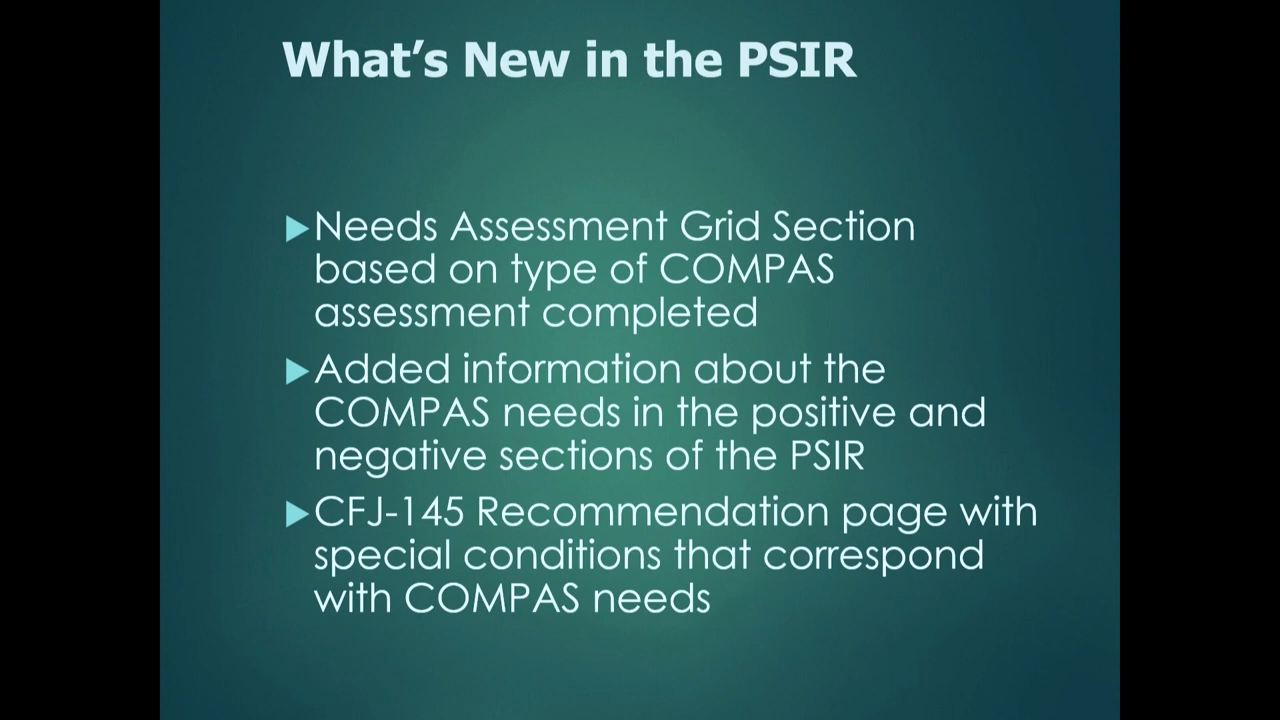 What's New in the PSIR
Needs Assessment Grid Section
based on type of COMPAS
assessment completed
Added information about the
COMPAS needs in the positive and
negative sections of the PSIR
CFJ-145 Recommendation page with
special conditions that correspond
with COMPAS needs